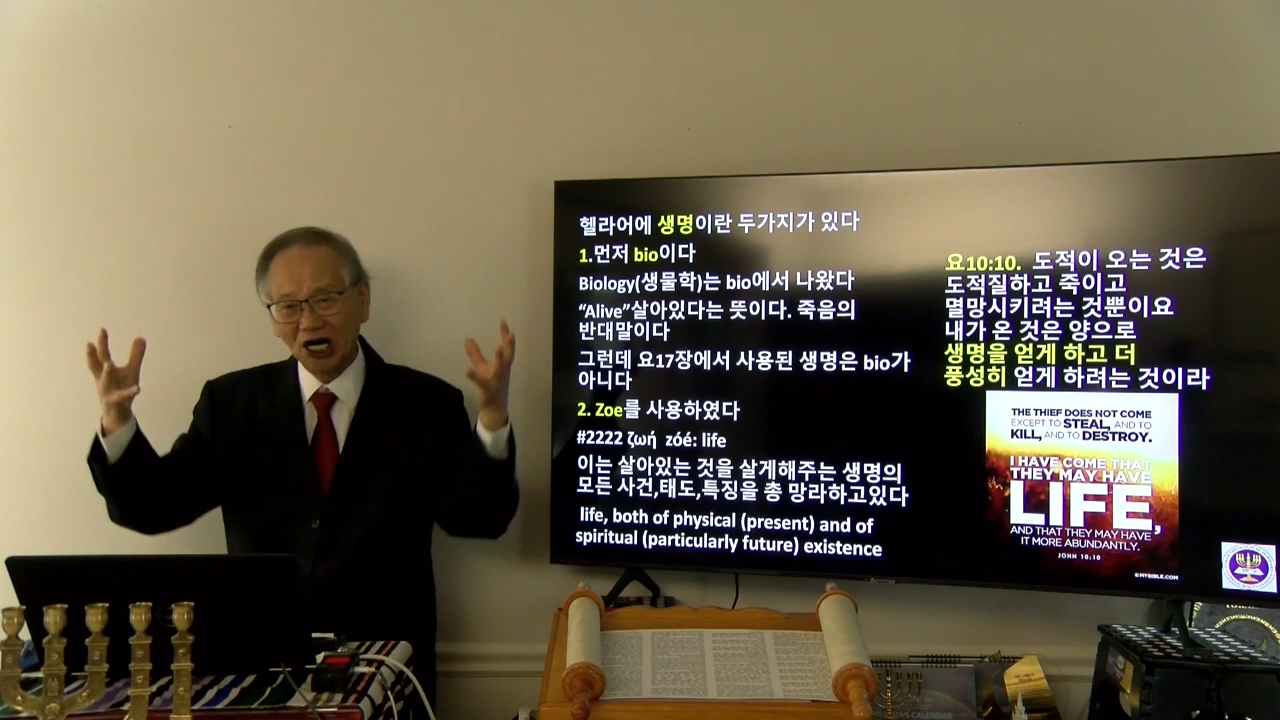 헬라어에 생명이란 두가지가 있다
1.먼저 bio이다
Biology(생물학)는 bio에서 나왔다
“Alive”살아있다는 뜻이다. 죽음의
반대말이다
그런데 요17장에서 사용된 생명은 bio가
아니다
2. Zoe를 사용하였다
#2222 ζωή zóé: life
이는 살아있는 것을 살게해주는 생명의
모든 사건,태도,특징을 총 망라하고있다
life, both of physical (present) and of
spiritual (particularly future) existence
요10:10. 도적이 오는 것은
도적질하고 죽이고
멸망시키려는 것뿐이요
내가 온 것은 양으로
생명을 얻게 하고 더
풍성히 얻게 하려는 것이라
THE THIEF DOES NOT COME
EXCEPT TO STEAL, AND TO
KILL, AND TO DESTROY.
I HAVE COME THAT
THEY MAY HAVE
LIFE,
AND THAT THEY MAY HAVE
IT MORE ABUNDANTLY.
JOHN 10:10
©MYBIBLE.COM
CALENDAR